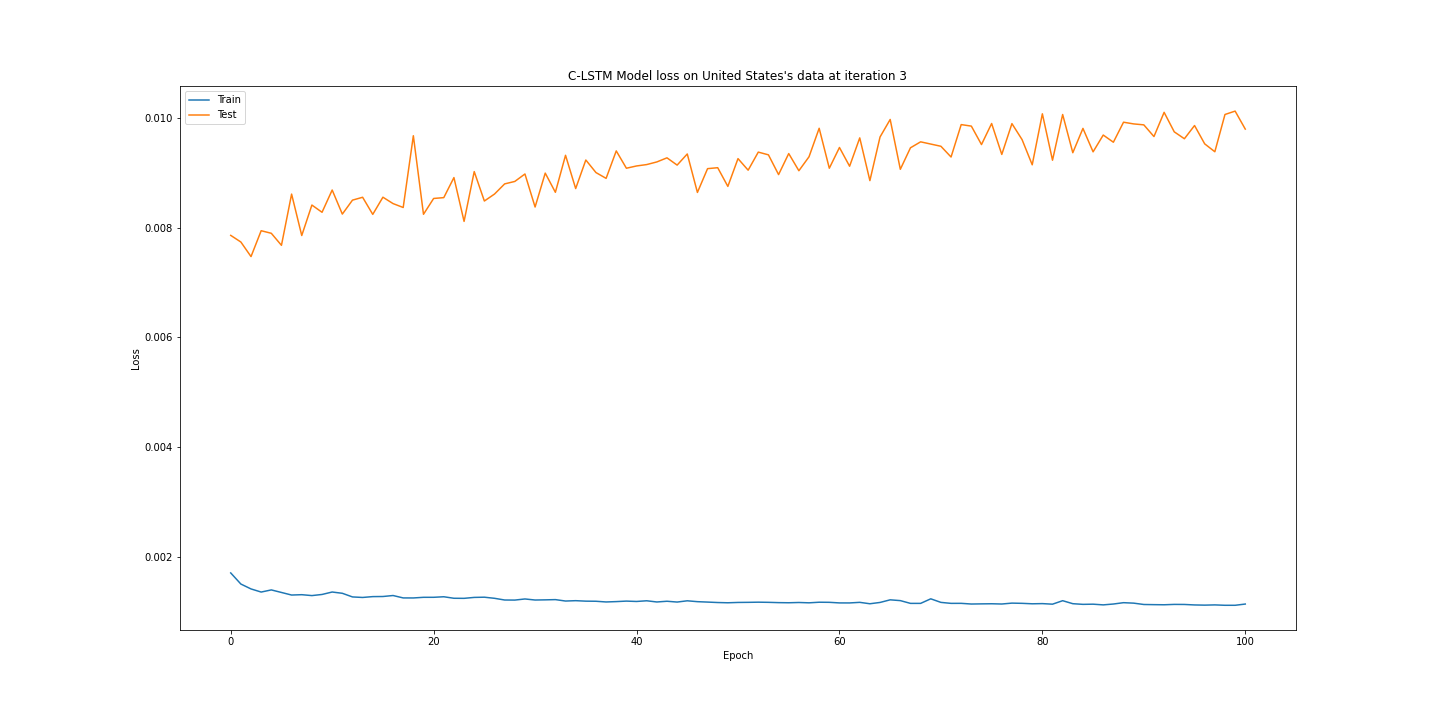 C-LSTM Model loss on United States's data at iteration 3
Train
Test
0.010
0.008
0.006
0.004
0.002
Loss
0 20 40 60 80 100
Epoch